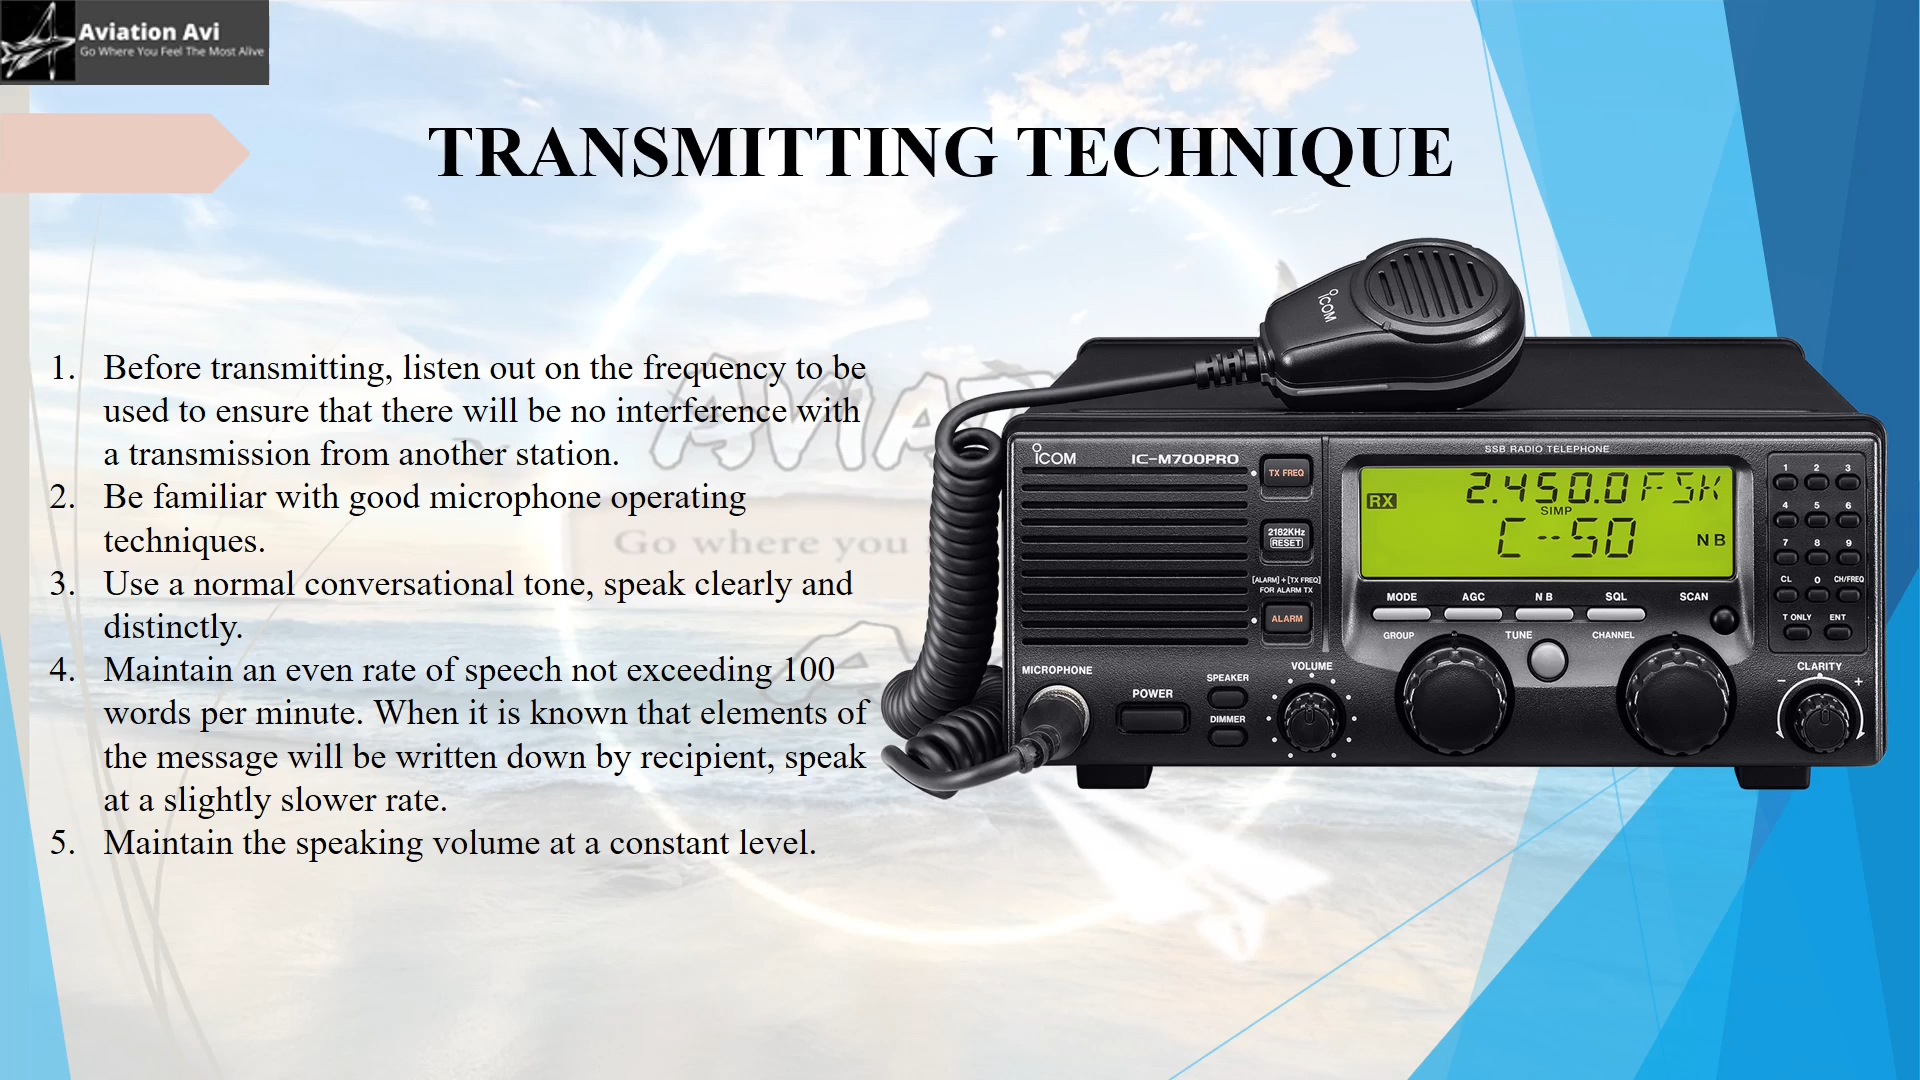 Aviation Avi
Go Where You Feel The Most Alive
TRANSMITTING TECHNIQUE
1. Before transmitting, listen out on the frequency to be
used to ensure that there will be no interference with
a transmission from another station.
2. Be familiar with good microphone operating
techniques.
3. Use a normal conversational tone, speak clearly and
distinctly.
4. Maintain an even rate of speech not exceeding 100
words per minute. When it is known that elements of
the message will be written down by recipient, speak
at a slightly slower rate.
5. Maintain the speaking volume at a constant level.
Go where you
ICOM
SSB RADIO TELEPHONE
ICOM IC-M700PRO
TX FREQ
2182KHz
RESET
[ALARM]+[TX FREQ]
FOR ALARM TX
ALARM
RX 2.450.0 FSK
SIMP
C--50 NB
MODE AGC NB SQL SCAN
GROUP TUNE CHANNEL
1 2 3
4 5 6
7 8 9
CL 0 CH/FREQ
T ONLY ENT
MICROPHONE
POWER
SPEAKER
DIMMER
VOLUME
CLARITY
- +